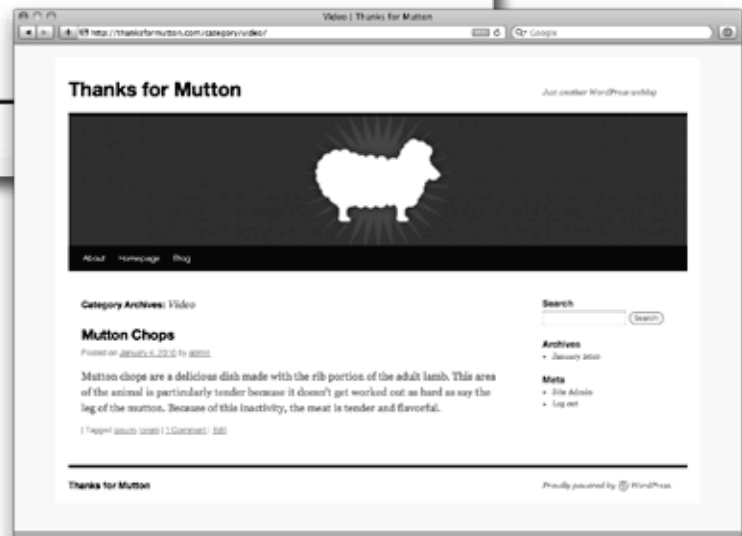 Video | Thanks for Mutton
http://thanksformutton.com/category/video/
Google
Thanks for Mutton
Just another WordPress weblog
About Homepage Blog
Category Archives: Video
Mutton Chops
Posted on January 4, 2010 by admin
Mutton chops are a delicious dish made with the rib portion of the adult lamb. This area
of the animal is particularly tender because it doesn't get worked out as hard as say the
leg of the mutton. Because of this inactivity, the meat is tender and flavorful.
| Tagged ipsum, lorem | 1 Comment | Edit
Search
Search
Archives
• January 2010
Meta
• Site Admin
• Log out
Thanks for Mutton
Proudly powered by WordPress.